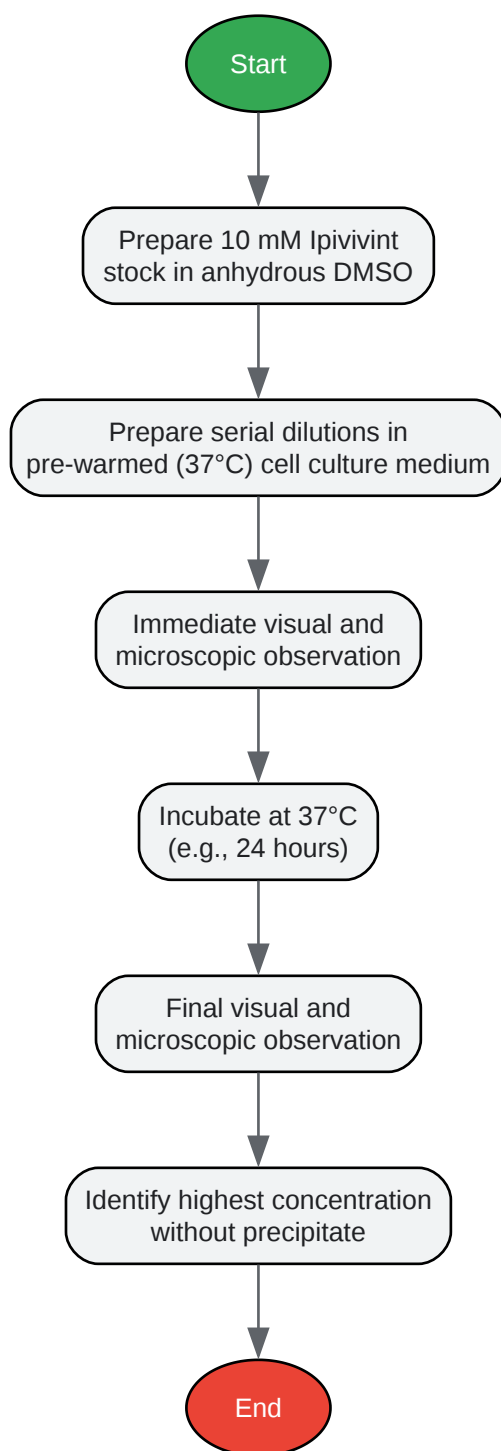 Start
Prepare 10 mM Ipivivint
stock in anhydrous DMSO
Prepare serial dilutions in
pre-warmed (37°C) cell culture medium
Immediate visual and
microscopic observation
Incubate at 37°C
(e.g., 24 hours)
Final visual and
microscopic observation
Identify highest concentration
without precipitate
End